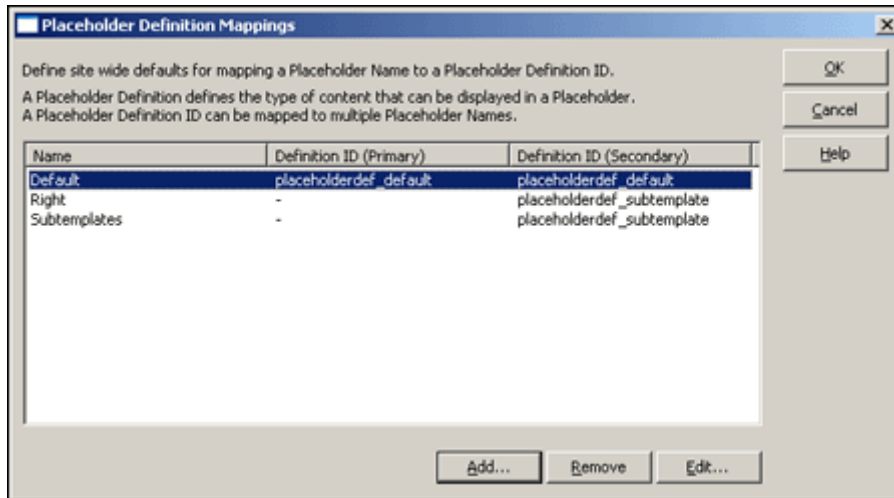 Placeholder Definition Mappings
Define site wide defaults for mapping a Placeholder Name to a Placeholder Definition ID.
A Placeholder Definition defines the type of content that can be displayed in a Placeholder.
A Placeholder Definition ID can be mapped to multiple Placeholder Names.
OK
Cancel
Help
Name Definition ID (Primary) Definition ID (Secondary)
Default placeholderdef_default placeholderdef_default
Right - placeholderdef_subtemplate
Subtemplates - placeholderdef_subtemplate
Add... Remove Edit...